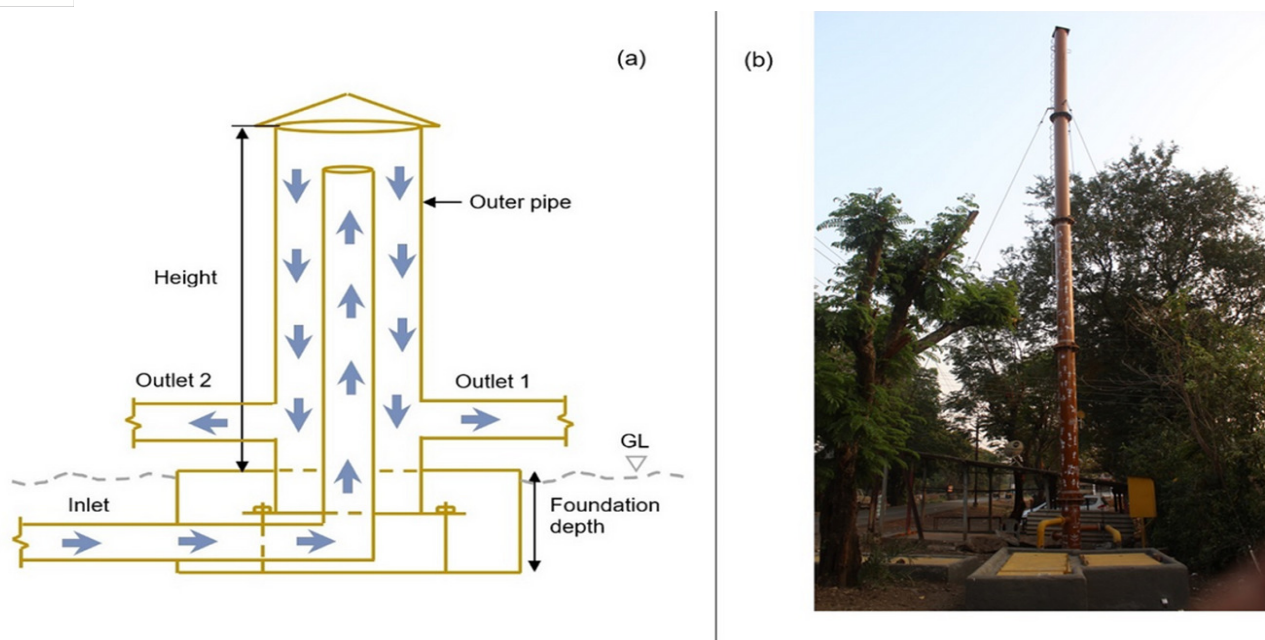 (a)
(b)
Outer pipe
Height
Outlet 2
Outlet 1
GL
Inlet
Foundation
depth